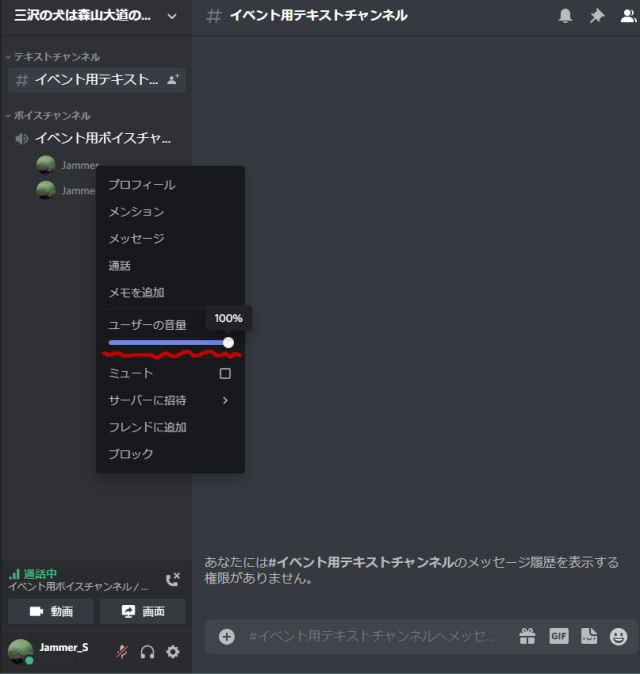 三沢の犬は森山大道の...
# イベント用テキストチャンネル
テキストチャンネル
# イベント用テキスト...
ボイスチャンネル
イベント用ボイスチャ...
Jammer
Jamme
プロフィール
メンション
メッセージ
通話
メモを追加
ユーザーの音量
100%
ミュート
サーバーに招待
フレンドに追加
ブロック
あなたには#イベント用テキストチャンネルのメッセージ履歴を表示する
権限がありません。
通話中
イベント用ボイスチャンネル / ...
動画
画面
Jammer_S
#イベント用テキストチャンネルへメッセ...
GIF